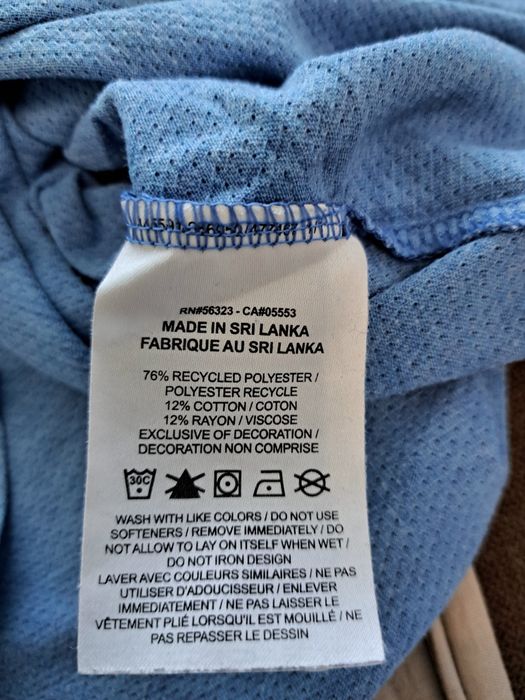 RN#56323 - CA#05553
MADE IN SRI LANKA
FABRIQUE AU SRI LANKA
76% RECYCLED POLYESTER /
POLYESTER RECYCLE
12% COTTON / COTON
12% RAYON / VISCOSE
EXCLUSIVE OF DECORATION /
DECORATION NON COMPRISE
30C
WASH WITH LIKE COLORS / DO NOT USE
SOFTENERS / REMOVE IMMEDIATELY / DO
NOT ALLOW TO LAY ON ITSELF WHEN WET /
DO NOT IRON DESIGN
LAVER AVEC COULEURS SIMILAIRES / NE PAS
UTILISER D'ADOUCISSEUR / ENLEVER
IMMEDIATEMENT / NE PAS LAISSER LE
VÊTEMENT PLIÉ LORSQU'IL EST MOUILLÉ / NE
PAS REPASSER LE DESSIN